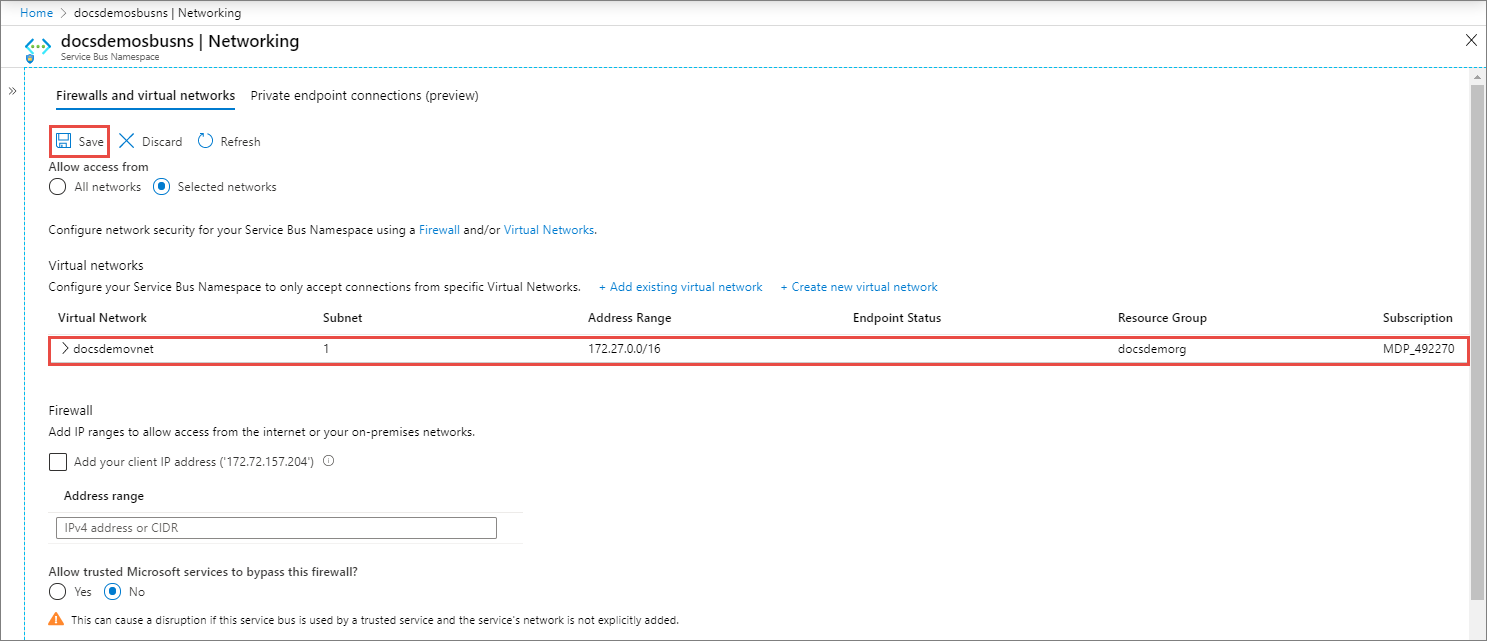 Home > docsdemosbusns | Networking
docsdemosbusns | Networking
Service Bus Namespace
Firewalls and virtual networks Private endpoint connections (preview)
Save Discard Refresh
Allow access from
All networks Selected networks
Configure network security for your Service Bus Namespace using a Firewall and/or Virtual Networks.
Virtual networks
Configure your Service Bus Namespace to only accept connections from specific Virtual Networks. + Add existing virtual network + Create new virtual network
Virtual Network Subnet Address Range Endpoint Status Resource Group Subscription
docsdemovnet 1 172.27.0.0/16 docsdemorg MDP_492270
Firewall
Add IP ranges to allow access from the internet or your on-premises networks.
Add your client IP address ('172.72.157.204')
Address range
IPv4 address or CIDR
Allow trusted Microsoft services to bypass this firewall?
Yes No
This can cause a disruption if this service bus is used by a trusted service and the service's network is not explicitly added.